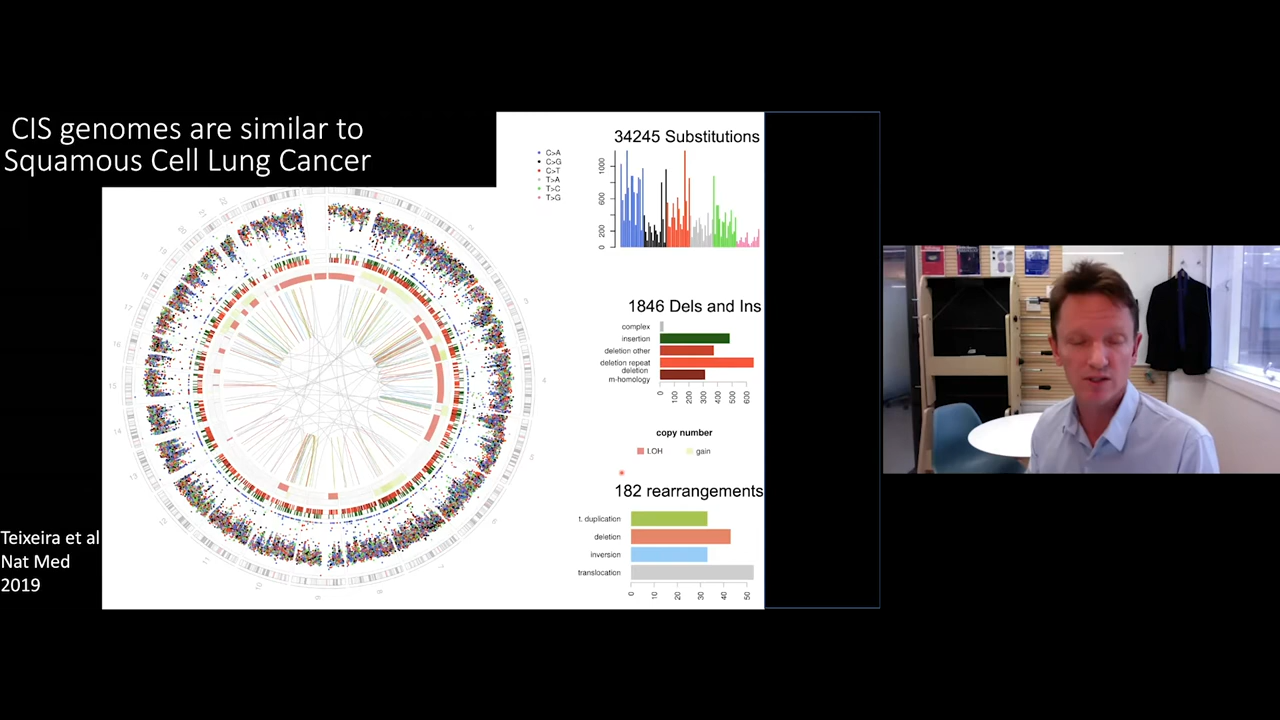 CIS genomes are similar to
Squamous Cell Lung Cancer
34245 Substitutions
C>A
C>G
C>T
T>A
T>C
T>G
1000
600
200
0
1846 Dels and Ins
complex
insertion
deletion other
deletion repeat
deletion
m-homology
0 100 200 300 400 500 600
copy number
LOH gain
182 rearrangements
t. duplication
deletion
inversion
translocation
0 10 20 30 40 50
Teixeira et al
Nat Med
2019